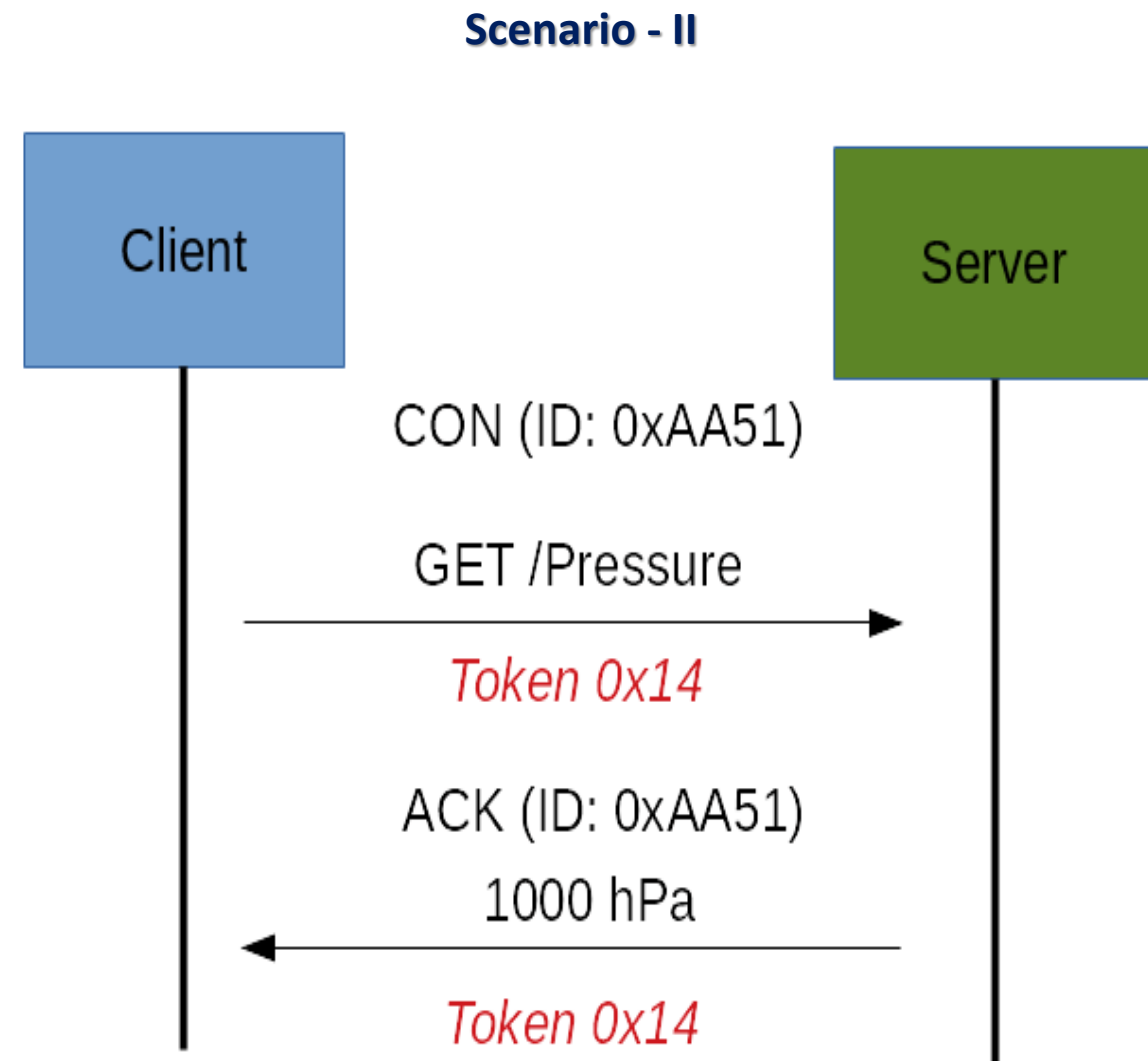 Scenario - II
Client
Server
CON (ID: 0xAA51)
GET /Pressure
Token 0x14
ACK (ID: 0xAA51)
1000 hPa
Token 0x14